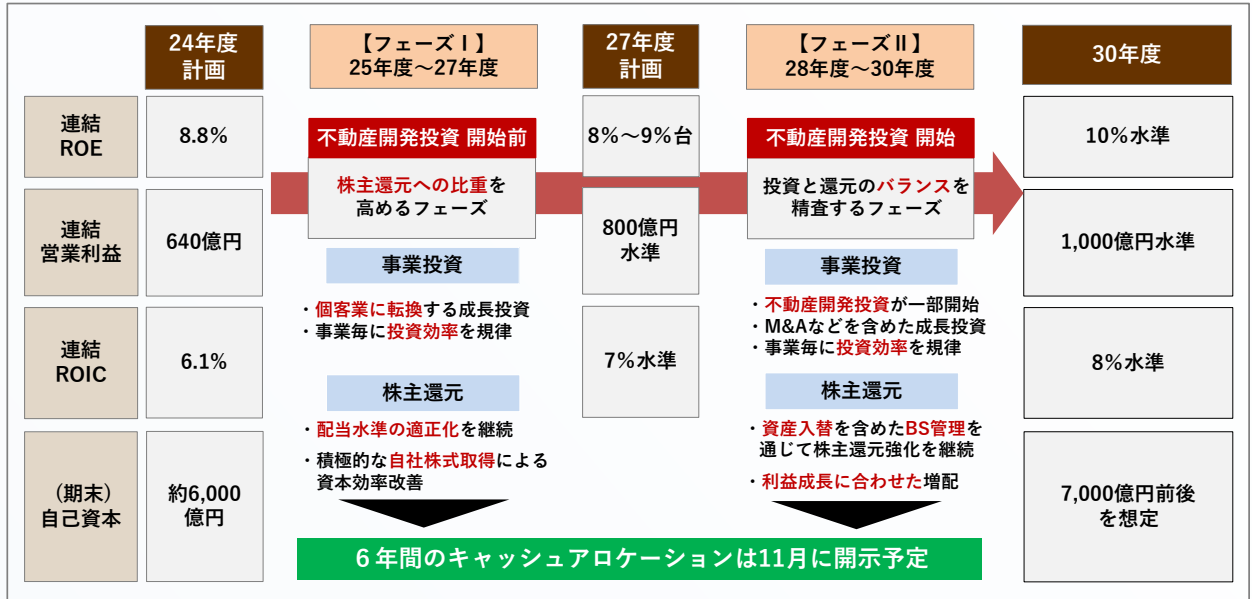 24年度
計画
【フェーズⅠ】
25年度～27年度
27年度
計画
【フェーズⅡ】
28年度～30年度
30年度
連結
ROE
8.8%
不動産開発投資 開始前
株主還元への比重を
高めるフェーズ
8%～9%台
不動産開発投資 開始
投資と還元のバランスを
精査するフェーズ
10%水準
連結
営業利益
640億円
800億円
水準
1,000億円水準
事業投資
・個客業に転換する成長投資
・事業毎に投資効率を規律
事業投資
・不動産開発投資が一部開始
・M&Aなどを含めた成長投資
・事業毎に投資効率を規律
連結
ROIC
6.1%
7%水準
8%水準
株主還元
・配当水準の適正化を継続
・積極的な自社株式取得による
資本効率改善
株主還元
・資産入替を含めたBS管理を
通じて株主還元強化を継続
・利益成長に合わせた増配
（期末）
自己資本
約6,000
億円
7,000億円前後
を想定
６年間のキャッシュアロケーションは11月に開示予定